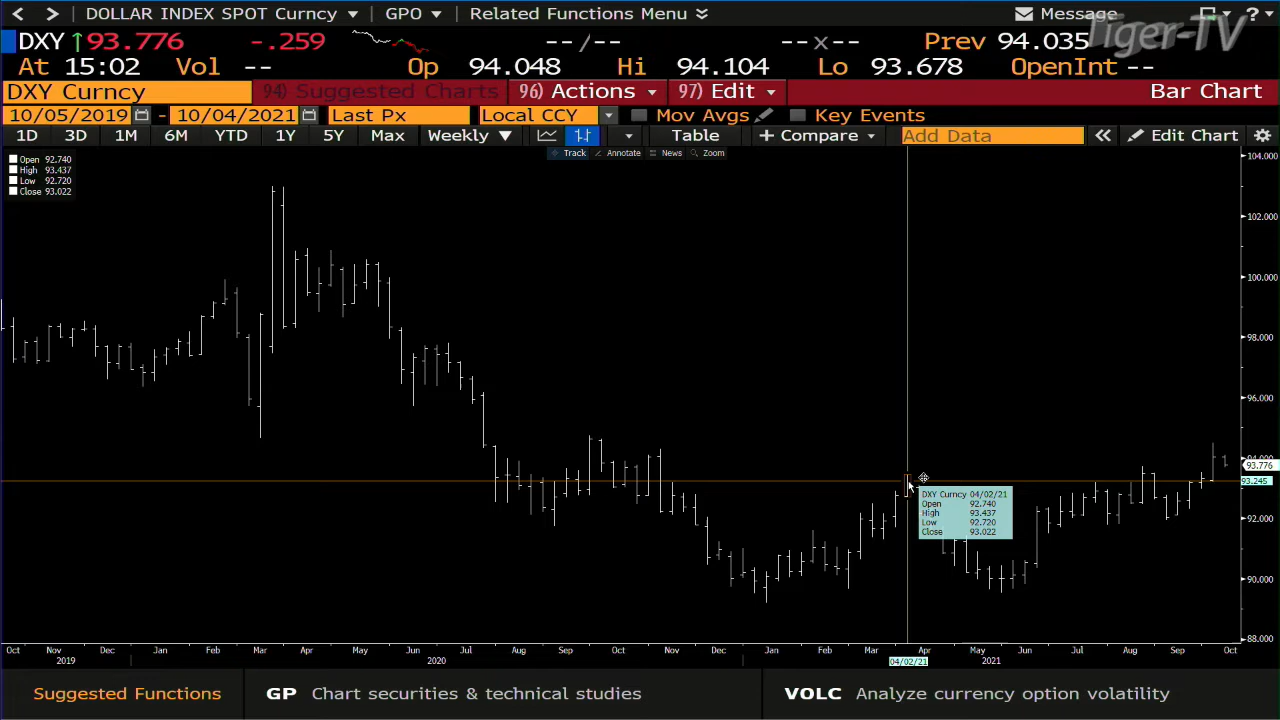 DOLLAR INDEX SPOT Curncy GPO Related Functions Menu Message ?
Tiger-TV
DXY ↑93.776 -.259 --/-- --x-- Prev 94.035
At 15:02 Vol -- Op 94.048 Hi 94.104 Lo 93.678 OpenInt --
DXY Curncy 94) Suggested Charts 96) Actions 97) Edit Bar Chart
10/05/2019 - 10/04/2021 Last Px Local CCY Mov Avgs Key Events
1D 3D 1M 6M YTD 1Y 5Y Max Weekly Table + Compare Add Data Edit Chart
Track Annotate News Zoom
Open 92.740
High 93.437
Low 92.720
Close 93.022
104.000
102.000
100.000
98.000
96.000
94.000
93.776
93.245
92.000
90.000
88.000
DXY Curncy 04/02/21
Open 92.740
High 93.437
Low 92.720
Close 93.022
Oct Nov Dec Jan Feb Mar Apr May Jun Jul Aug Sep Oct Nov Dec Jan Feb Mar Apr May Jun Jul Aug Sep Oct
2019 2020 04/02/21 2021
Suggested Functions GP Chart securities & technical studies VOLC Analyze currency option volatility